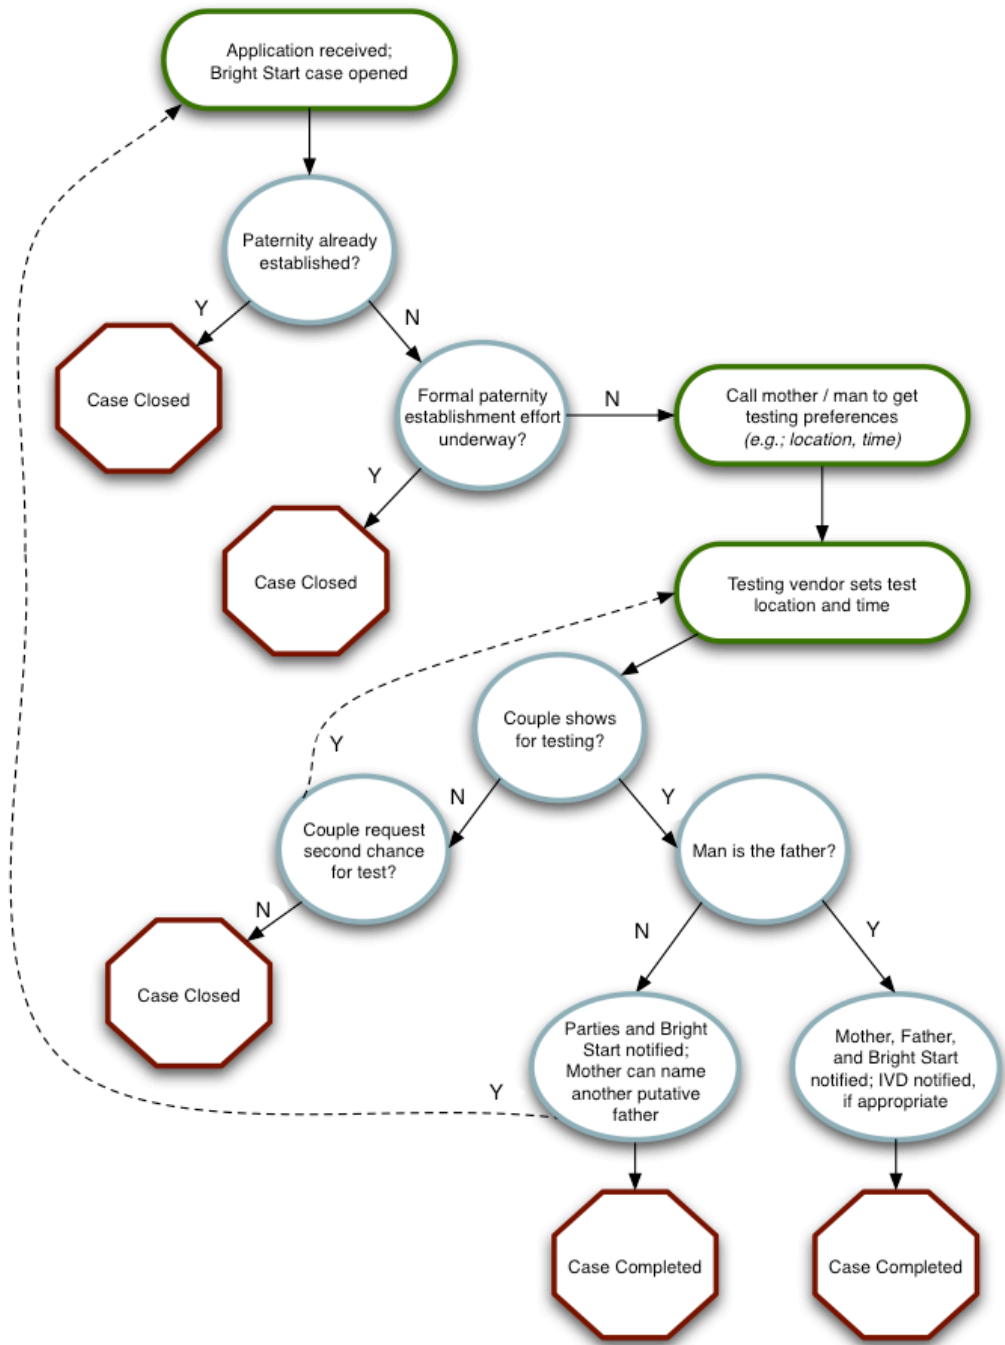 Application received;
Bright Start case opened
Paternity already
established?
Y
N
Case Closed
Formal paternity
establishment effort
underway?
N
Call mother / man to get
testing preferences
(e.g.; location, time)
Y
Case Closed
Testing vendor sets test
location and time
Couple shows
for testing?
Y
N
Y
Couple request
second chance
for test?
Man is the father?
N
N
Y
Case Closed
Parties and Bright
Start notified;
Mother can name
another putative
father
Mother, Father,
and Bright Start
notified; IVD notified,
if appropriate
Y
Case Completed
Case Completed